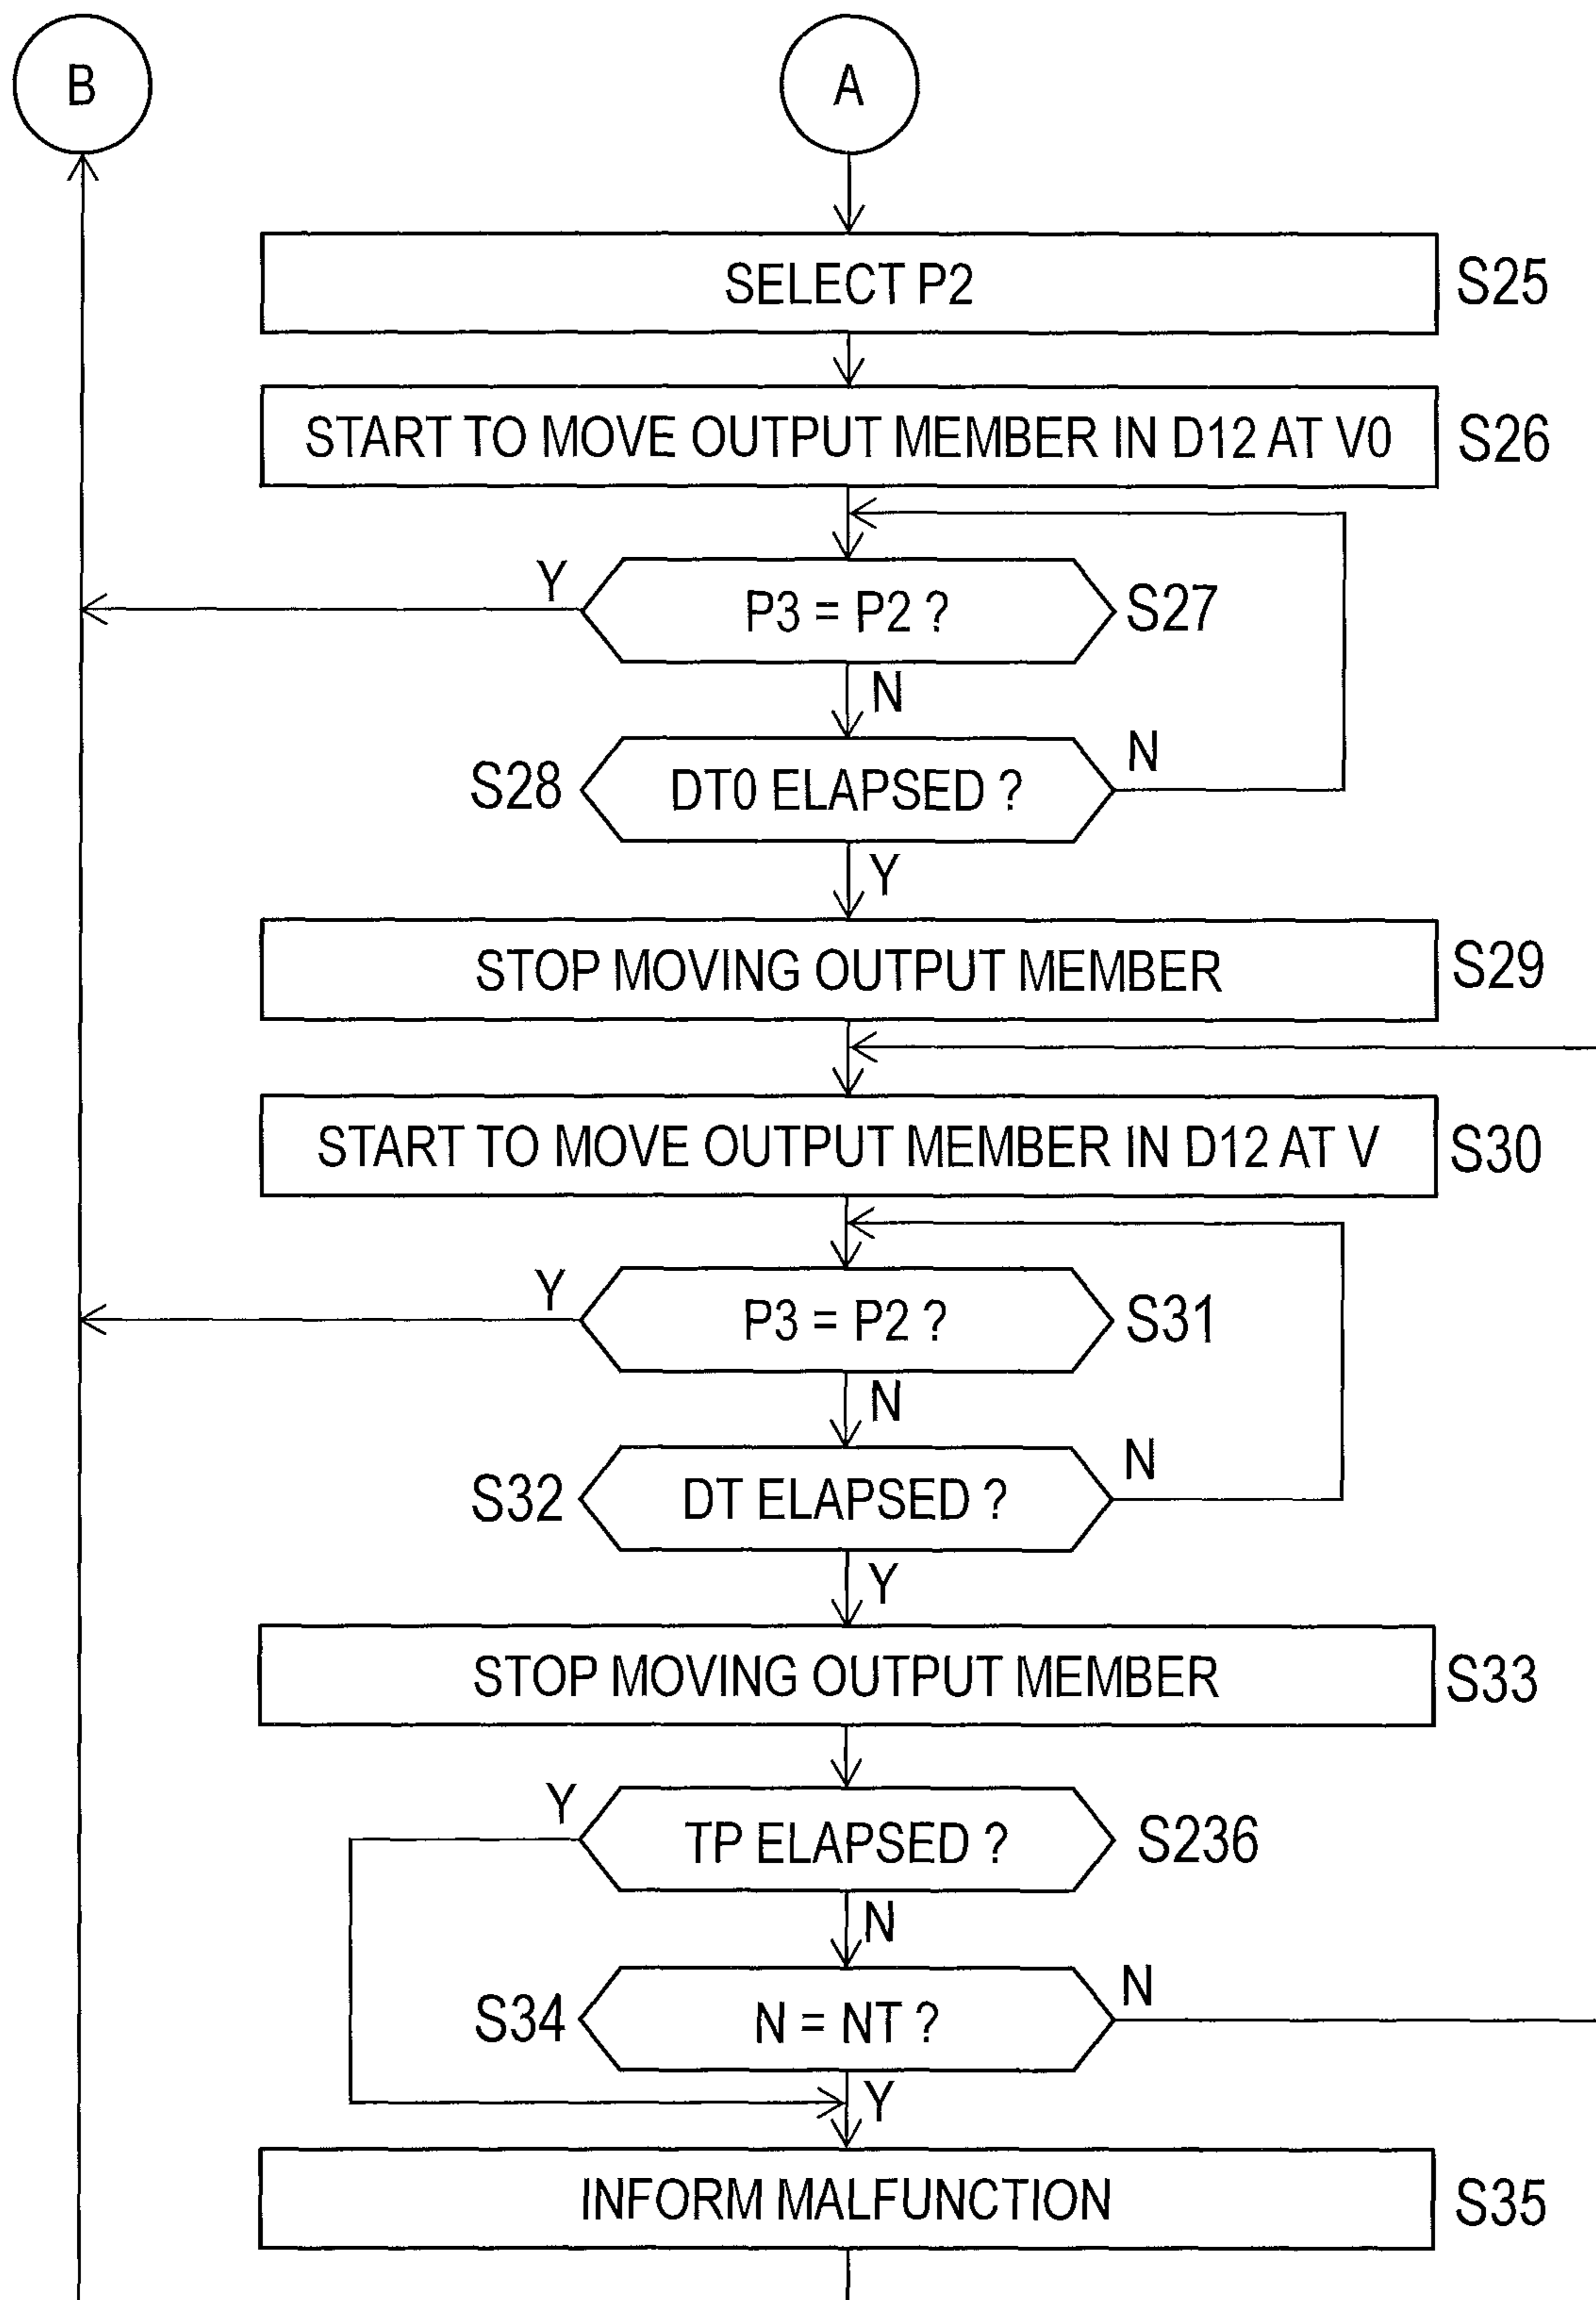 B
A
SELECT P2
S25
START TO MOVE OUTPUT MEMBER IN D12 AT V0
S26
Y
P3 = P2 ?
S27
N
S28
DT0 ELAPSED ?
N
Y
STOP MOVING OUTPUT MEMBER
S29
START TO MOVE OUTPUT MEMBER IN D12 AT V
S30
Y
P3 = P2 ?
S31
N
S32
DT ELAPSED ?
N
Y
STOP MOVING OUTPUT MEMBER
S33
Y
TP ELAPSED ?
S236
N
S34
N = NT ?
N
Y
INFORM MALFUNCTION
S35